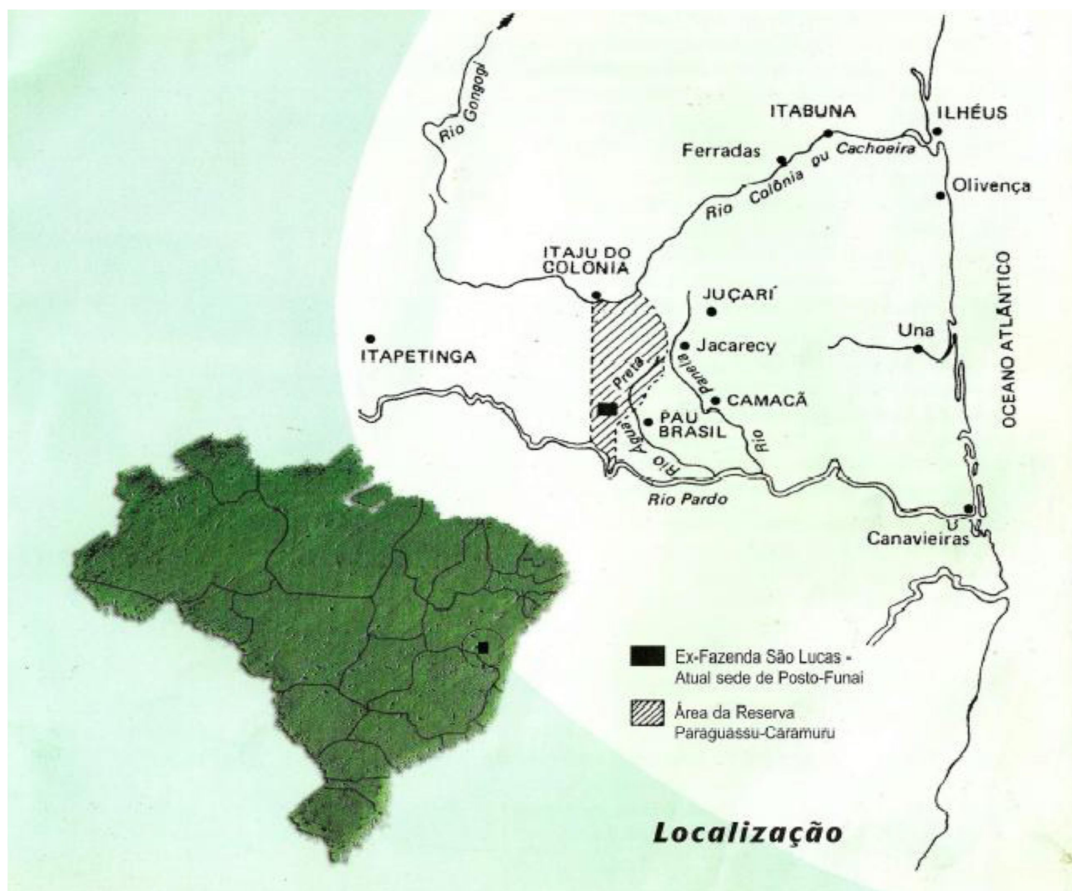 Rio Gongogi
ITABUNA
ILHÉUS
Ferradas
Rio Colônia ou Cachoeira
Olivença
ITAJU DO
COLÔNIA
OCEANO ATLÂNTICO
JUÇARÍ
Una
ITAPETINGA
Jacarecy
Rio Panela
CAMACÃ
PAU
BRASIL
Rio Água Preta
Rio Pardo
Canavieiras
Ex-Fazenda São Lucas -
Atual sede de Posto-Funai
Área da Reserva
Paraguassu-Caramuru
Localização